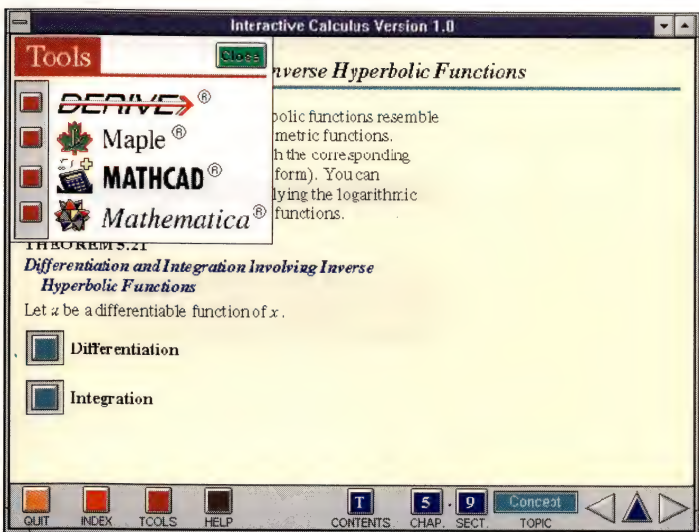 Interactive Calculus Version 1.0
Tools
Close
DERIVE®
Maple®
MATHCAD®
Mathematica®
nverse Hyperbolic Functions
bolic functions resemble
metric functions.
h the corresponding
form). You can
lying the logarithmic
functions.
THEOREM 5.21
Differentiation and Integration Involving Inverse
Hyperbolic Functions
Let u be a differentiable function of x.
Differentiation
Integration
QUIT INDEX TOOLS HELP T CONTENTS 5 . 9 CHAP. SECT. Concept TOPIC